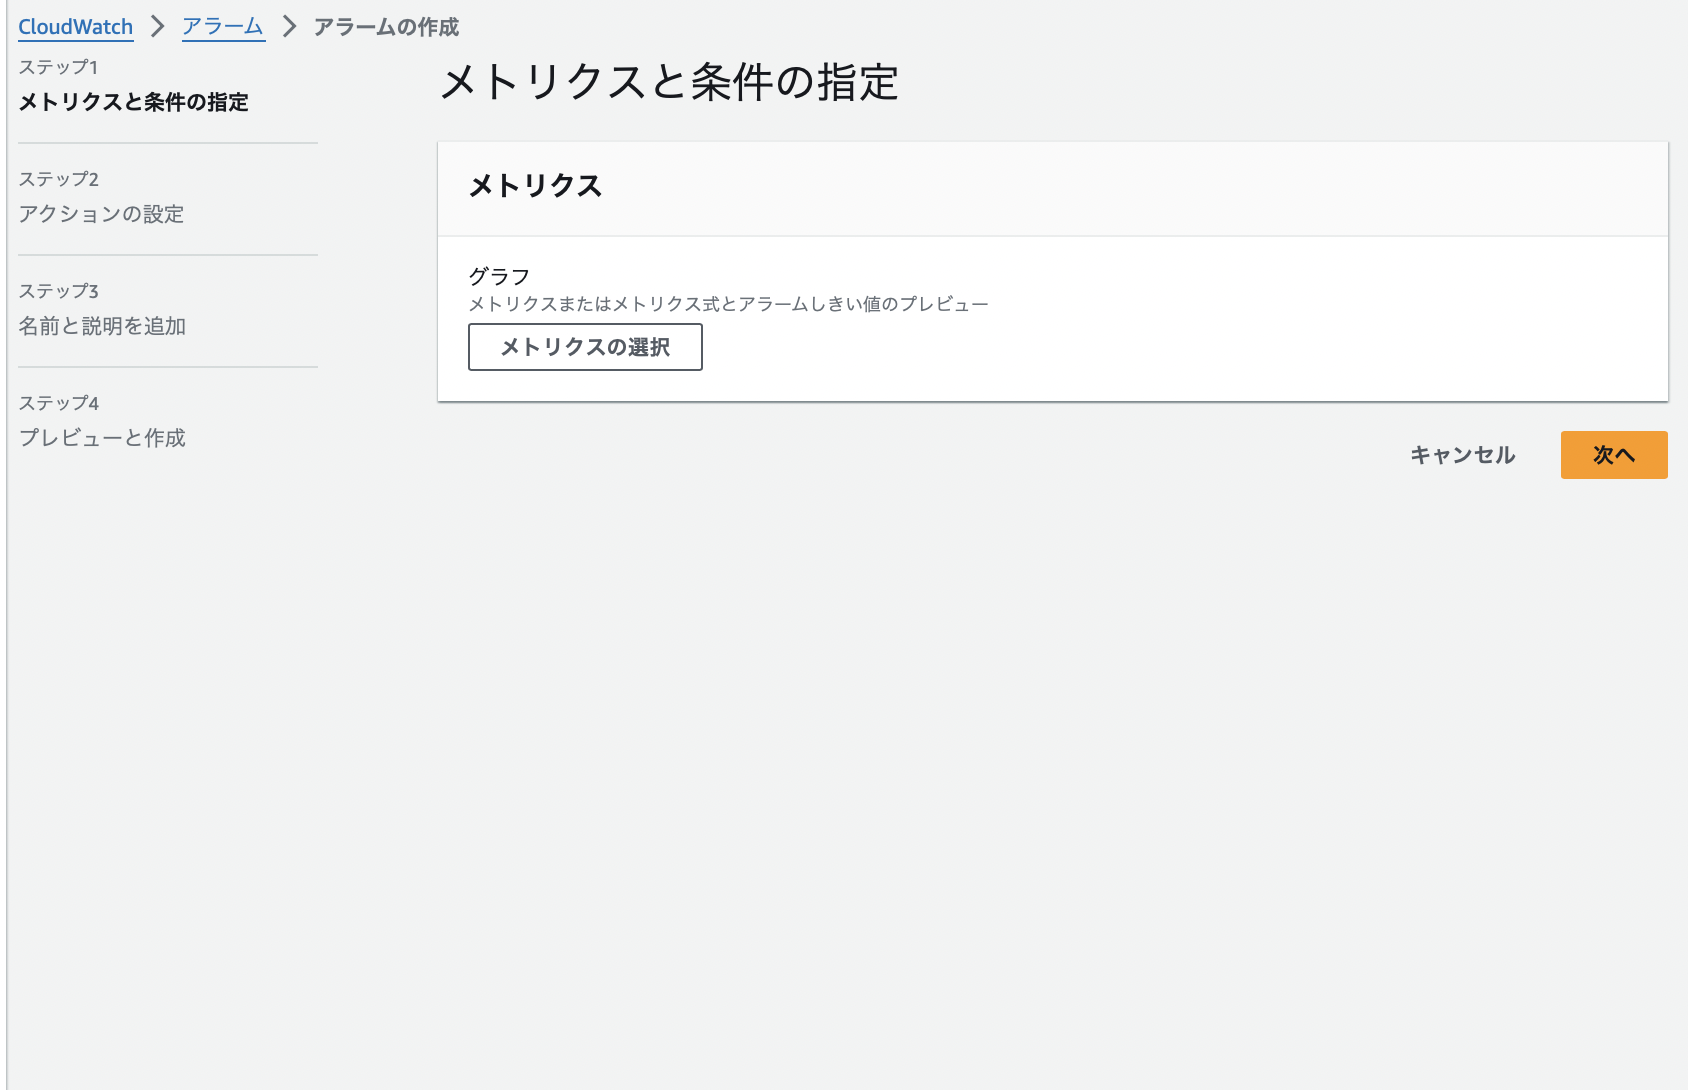 CloudWatch > アラーム > アラームの作成
ステップ1
メトリクスと条件の指定
ステップ2
アクションの設定
ステップ3
名前と説明を追加
ステップ4
プレビューと作成
メトリクスと条件の指定
メトリクス
グラフ
メトリクスまたはメトリクス式とアラームしきい値のプレビュー
メトリクスの選択
キャンセル
次へ